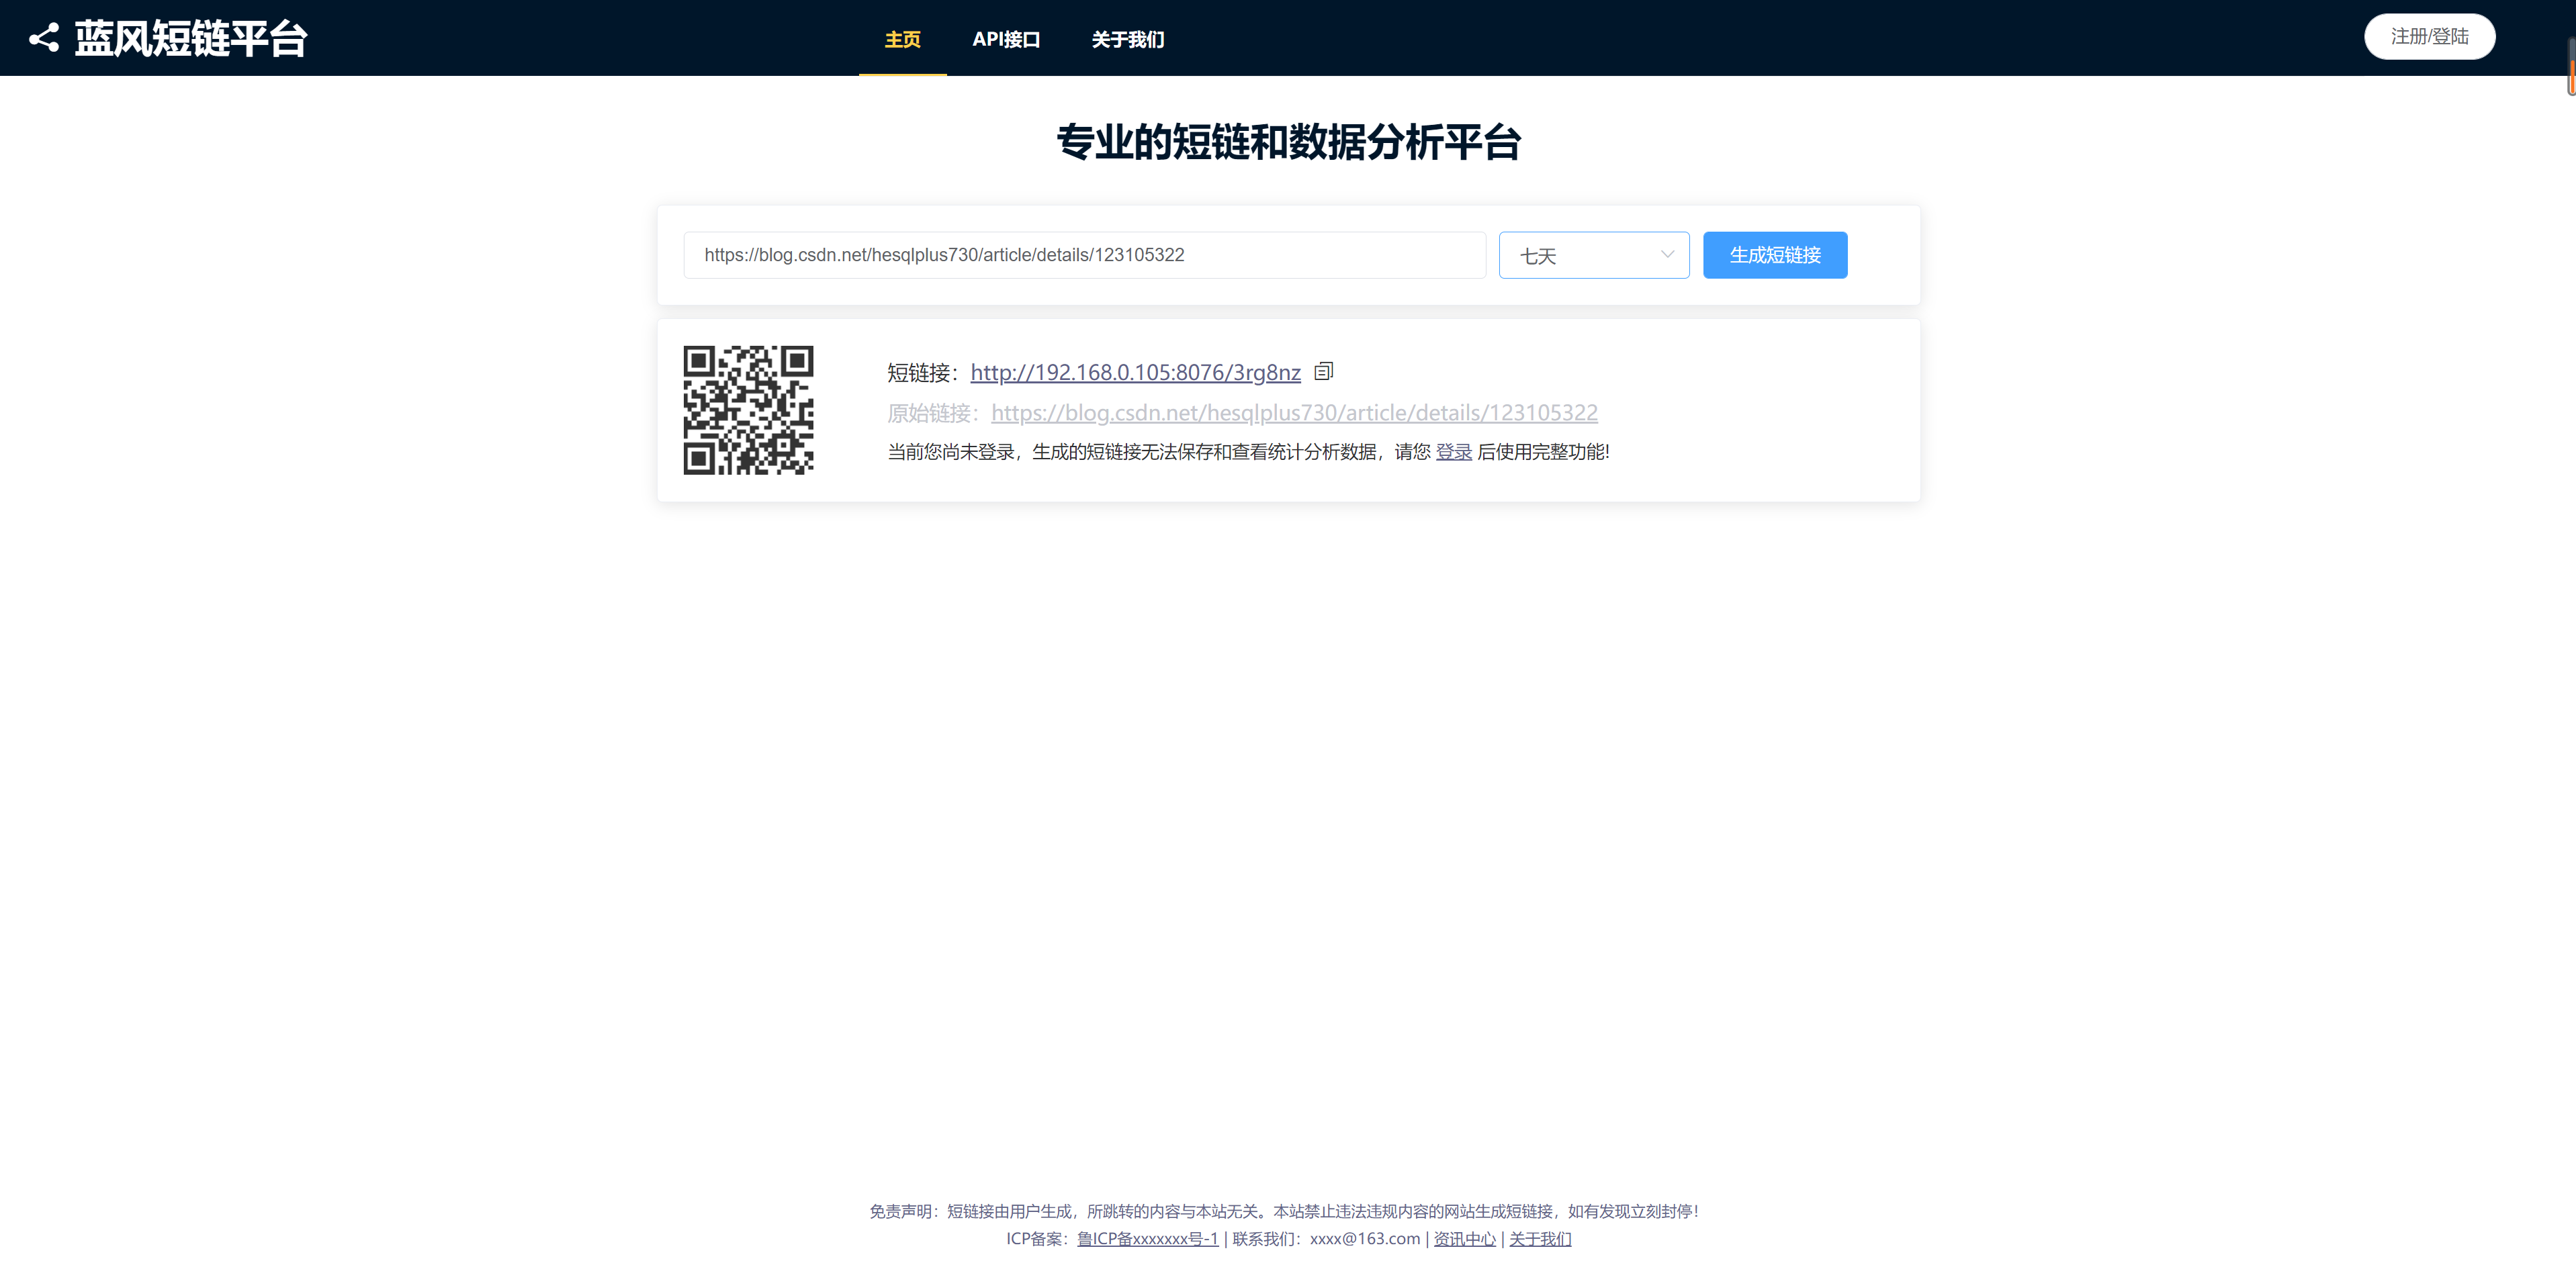 蓝风短链平台
主页 API接口 关于我们
注册/登陆
专业的短链和数据分析平台
https://blog.csdn.net/hesqlplus730/article/details/123105322 七天 生成短链接
短链接：http://192.168.0.105:8076/3rg8nz
原始链接：https://blog.csdn.net/hesqlplus730/article/details/123105322
当前您尚未登录，生成的短链接无法保存和查看统计分析数据，请您 登录 后使用完整功能!
免责声明：短链接由用户生成，所跳转的内容与本站无关。本站禁止违法违规内容的网站生成短链接，如有发现立刻封停！
ICP备案：鲁ICP备xxxxxxx号-1 | 联系我们：xxxx@163.com | 资讯中心 | 关于我们